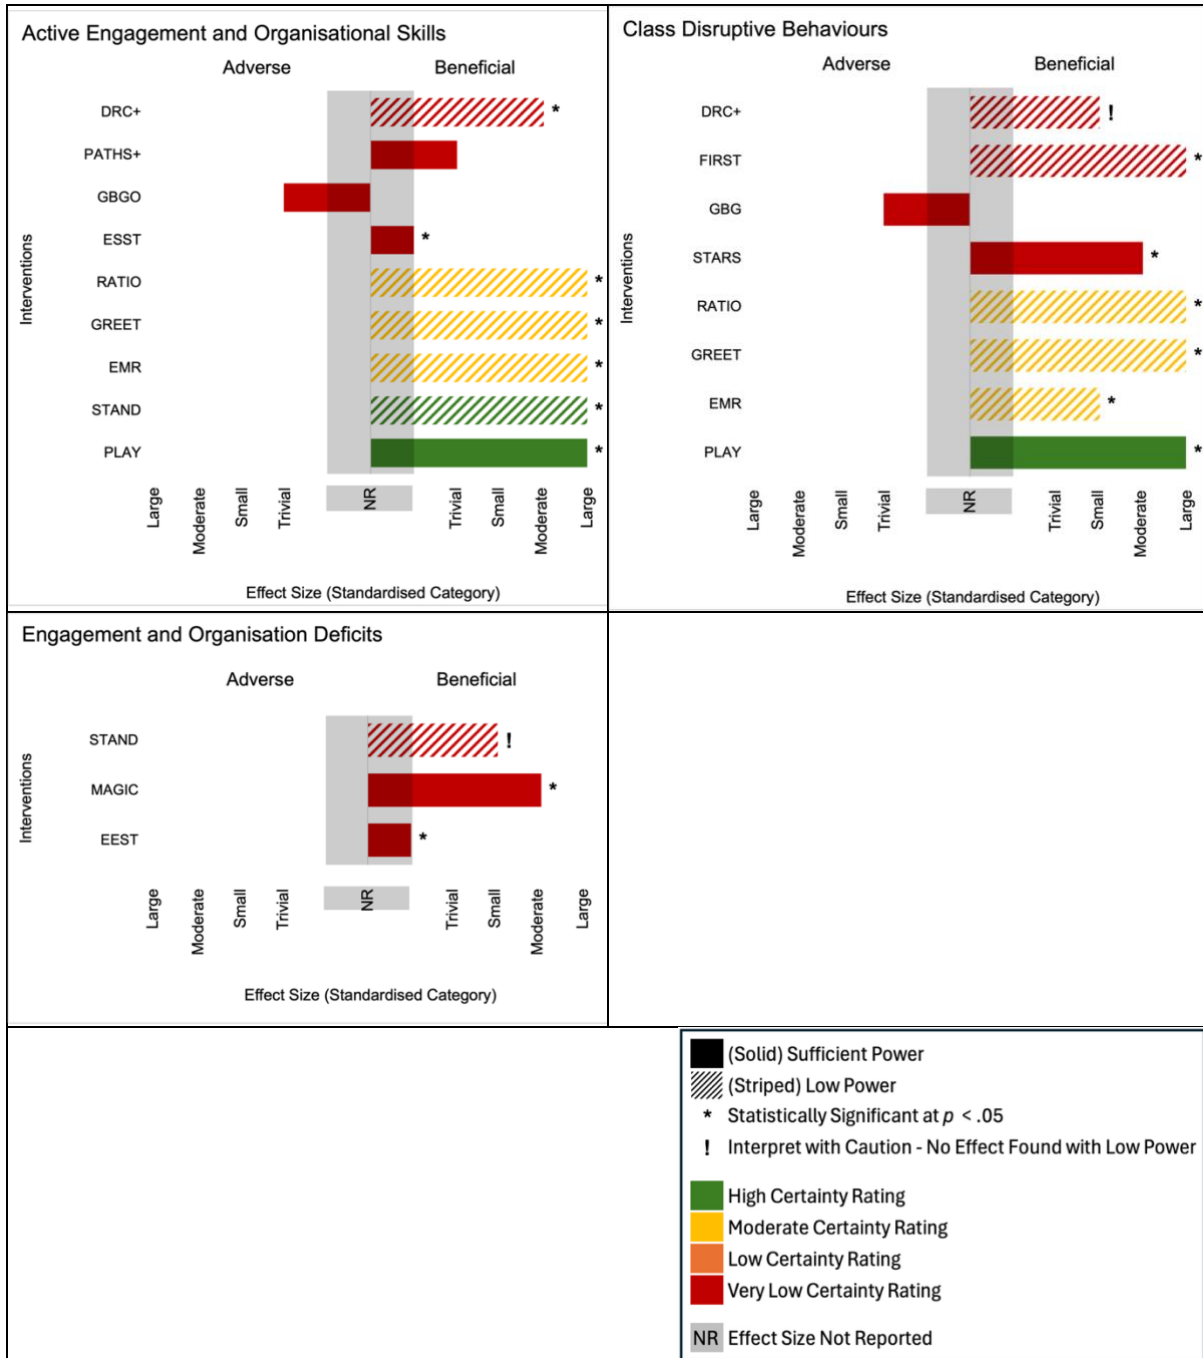 Active Engagement and Organisational Skills
Adverse Beneficial
DRC+ *
PATHS+
GBGO
ESST *
RATIO *
GREET *
EMR *
STAND *
PLAY *
Interventions
Large Moderate Small Trivial NR Trivial Small Moderate Large
Effect Size (Standardised Category)
Class Disruptive Behaviours
Adverse Beneficial
DRC+ !
FIRST *
GBG
STARS *
RATIO *
GREET *
EMR *
PLAY *
Interventions
Large Moderate Small Trivial NR Trivial Small Moderate Large
Effect Size (Standardised Category)
Engagement and Organisation Deficits
Adverse Beneficial
STAND !
MAGIC *
EEST *
Interventions
Large Moderate Small Trivial NR Trivial Small Moderate Large
Effect Size (Standardised Category)
(Solid) Sufficient Power
(Striped) Low Power
* Statistically Significant at p < .05
! Interpret with Caution - No Effect Found with Low Power
High Certainty Rating
Moderate Certainty Rating
Low Certainty Rating
Very Low Certainty Rating
NR Effect Size Not Reported